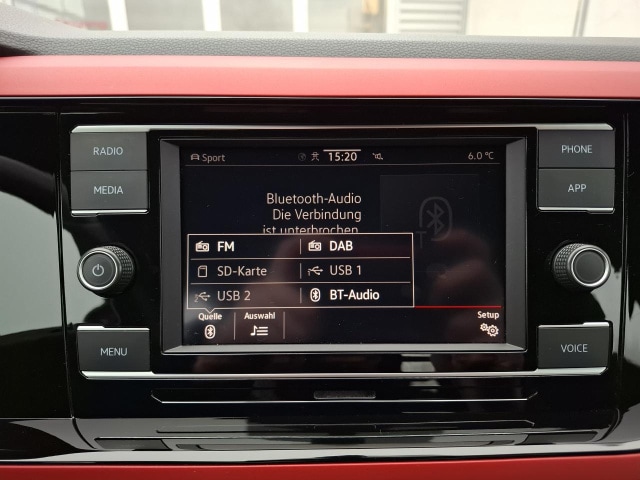 RADIO
MEDIA
MENU
Sport
15:20
6.0 °C
Bluetooth-Audio
Die Verbindung
ist unterbrochen
FM
DAB
SD-Karte
USB 1
USB 2
BT-Audio
Quelle
Auswahl
Setup
PHONE
APP
VOICE